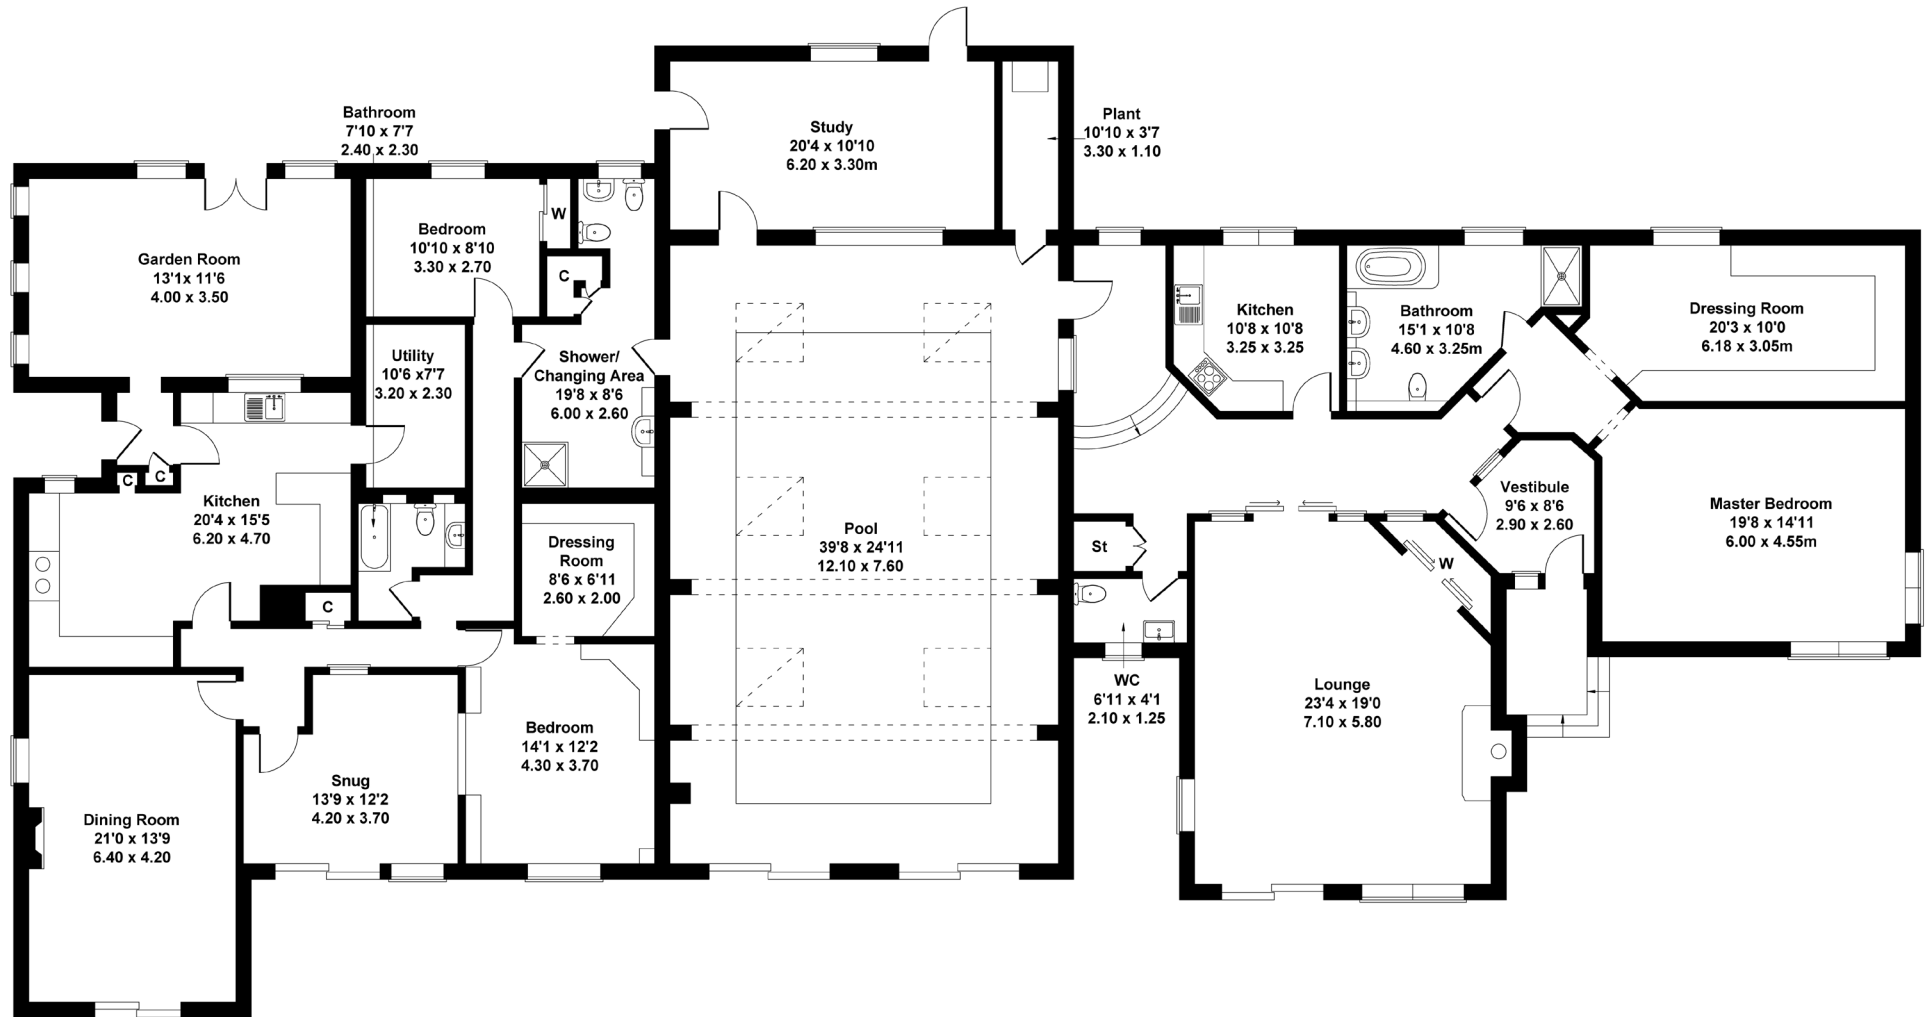 Bathroom
7'10 x 7'7
2.40 x 2.30
Study
20'4 x 10'10
6.20 x 3.30m
Plant
10'10 x 3'7
3.30 x 1.10
Garden Room
13'1x 11'6
4.00 x 3.50
Bedroom
10'10 x 8'10
3.30 x 2.70
W
C
Utility
10'6 x7'7
3.20 x 2.30
Shower/
Changing Area
19'8 x 8'6
6.00 x 2.60
Kitchen
10'8 x 10'8
3.25 x 3.25
Bathroom
15'1 x 10'8
4.60 x 3.25m
Dressing Room
20'3 x 10'0
6.18 x 3.05m
C
C
Kitchen
20'4 x 15'5
6.20 x 4.70
Dressing
Room
8'6 x 6'11
2.60 x 2.00
Pool
39'8 x 24'11
12.10 x 7.60
St
Vestibule
9'6 x 8'6
2.90 x 2.60
Master Bedroom
19'8 x 14'11
6.00 x 4.55m
W
C
WC
6'11 x 4'1
2.10 x 1.25
Lounge
23'4 x 19'0
7.10 x 5.80
Bedroom
14'1 x 12'2
4.30 x 3.70
Snug
13'9 x 12'2
4.20 x 3.70
Dining Room
21'0 x 13'9
6.40 x 4.20